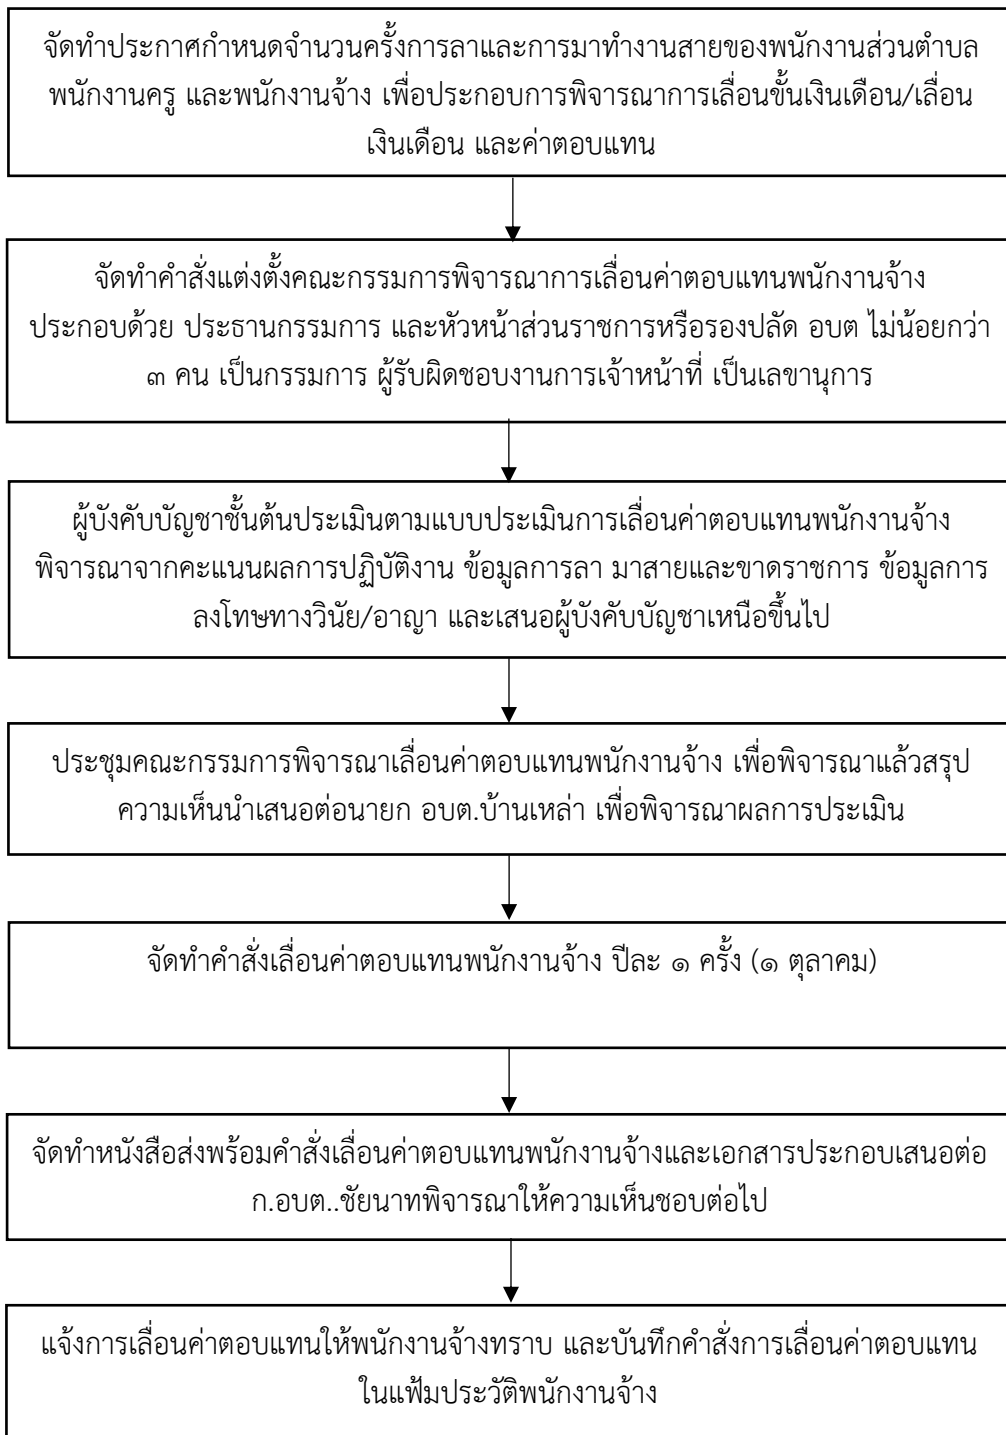 จัดทำประกาศกำหนดจำนวนครั้งการลาและการมาทำงานสายของพนักงานส่วนตำบล
พนักงานครู และพนักงานจ้าง เพื่อประกอบการพิจารณาการเลื่อนขั้นเงินเดือน/เลื่อน
เงินเดือน และค่าตอบแทน
จัดทำคำสั่งแต่งตั้งคณะกรรมการพิจารณาการเลื่อนค่าตอบแทนพนักงานจ้าง
ประกอบด้วย ประธานกรรมการ และหัวหน้าส่วนราชการหรือรองปลัด อบต ไม่น้อยกว่า
๓ คน เป็นกรรมการ ผู้รับผิดชอบงานการเจ้าหน้าที่ เป็นเลขานุการ
ผู้บังคับบัญชาชั้นต้นประเมินตามแบบประเมินการเลื่อนค่าตอบแทนพนักงานจ้าง
พิจารณาจากคะแนนผลการปฏิบัติงาน ข้อมูลการลา มาสายและขาดราชการ ข้อมูลการ
ลงโทษทางวินัย/อาญา และเสนอผู้บังคับบัญชาเหนือขึ้นไป
ประชุมคณะกรรมการพิจารณาเลื่อนค่าตอบแทนพนักงานจ้าง เพื่อพิจารณาแล้วสรุป
ความเห็นนำเสนอต่อนายก อบต.บ้านเหล่า เพื่อพิจารณาผลการประเมิน
จัดทำคำสั่งเลื่อนค่าตอบแทนพนักงานจ้าง ปีละ ๑ ครั้ง (๑ ตุลาคม)
จัดทำหนังสือส่งพร้อมคำสั่งเลื่อนค่าตอบแทนพนักงานจ้างและเอกสารประกอบเสนอต่อ
ก.อบต..ชัยนาทพิจารณาให้ความเห็นชอบต่อไป
แจ้งการเลื่อนค่าตอบแทนให้พนักงานจ้างทราบ และบันทึกคำสั่งการเลื่อนค่าตอบแทน
ในแฟ้มประวัติพนักงานจ้าง